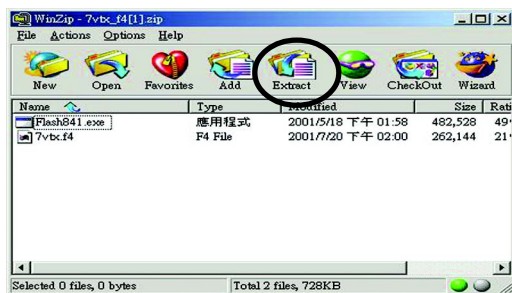 WinZip - 7vtx_f4[1].zip
File Actions Options Help
New Open Favorites Add Extract View CheckOut Wizard
Name Type Modified Size Rati
Flash841.exe 應用程式 2001/5/18 下午 01:58 482,528 49
7vtx.f4 F4 File 2001/7/20 下午 02:00 262,144 21
Selected 0 files, 0 bytes Total 2 files, 728KB